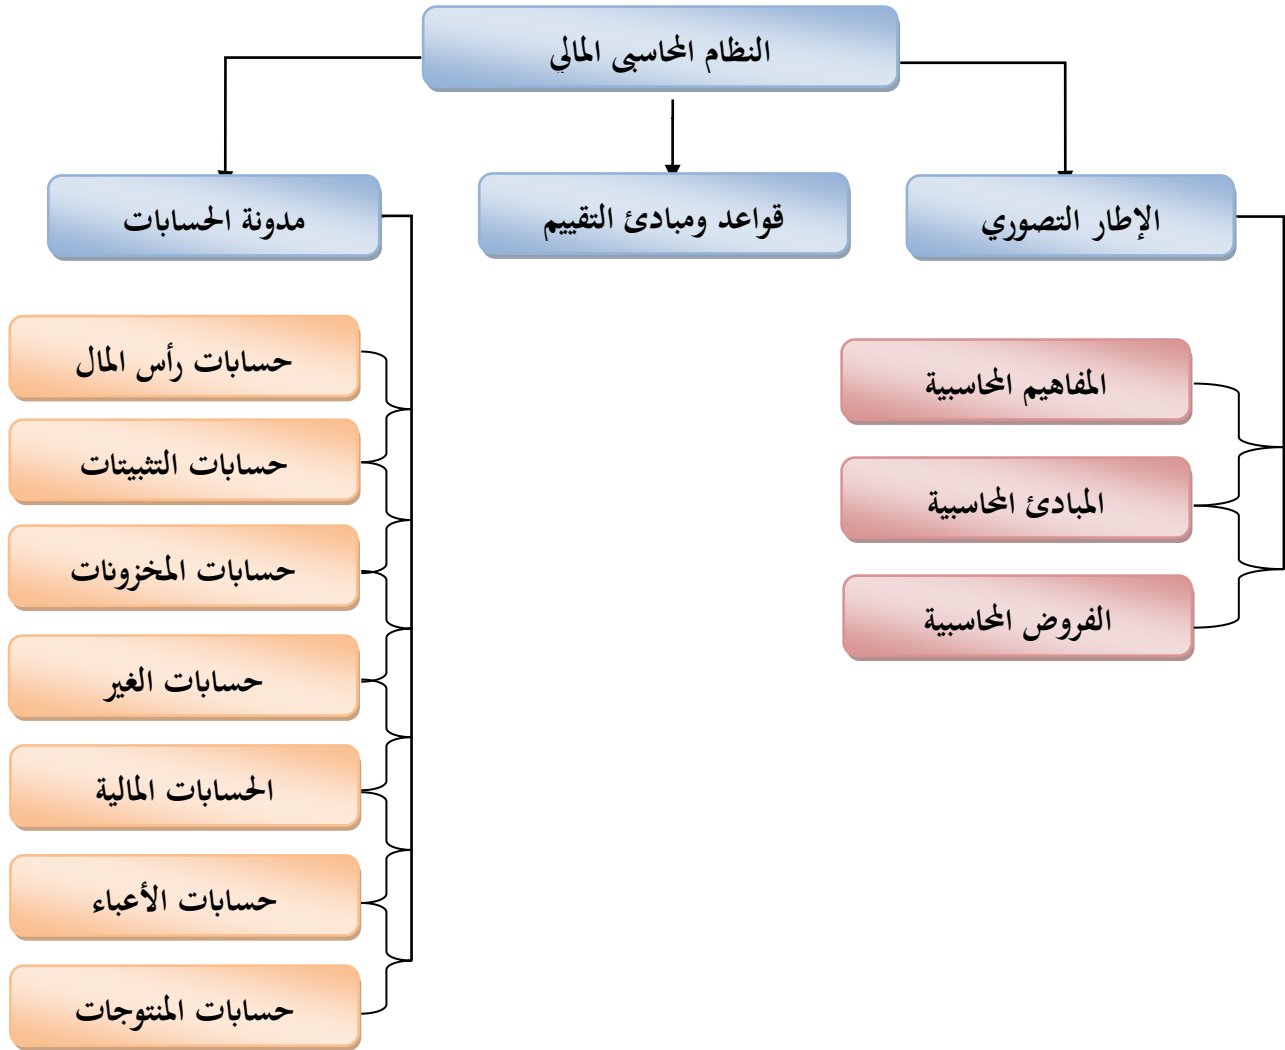 النظام المحاسبى المالي
الإطار التصوري
قواعد ومبادئ التقييم
مدونة الحسابات
المفاهيم المحاسبية
المبادئ المحاسبية
الفروض المحاسبية
حسابات رأس المال
حسابات التثبيتات
حسابات المخزونات
حسابات الغير
الحسابات المالية
حسابات الأعباء
حسابات المنتوجات